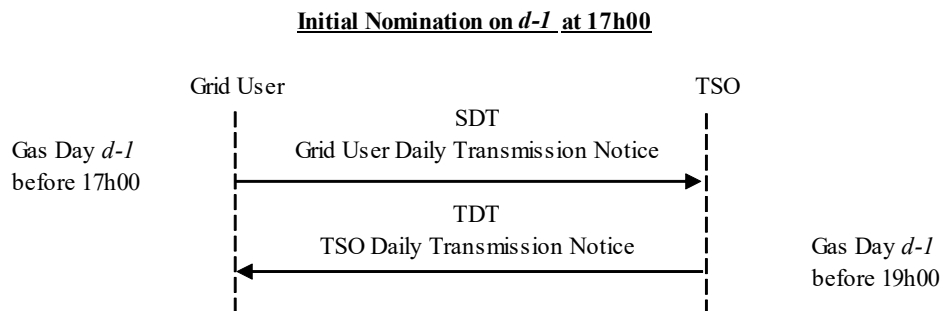 Initial Nomination on d-1 at 17h00
Grid User
TSO
SDT
Gas Day d-1
before 17h00
Grid User Daily Transmission Notice
TDT
TSO Daily Transmission Notice
Gas Day d-1
before 19h00